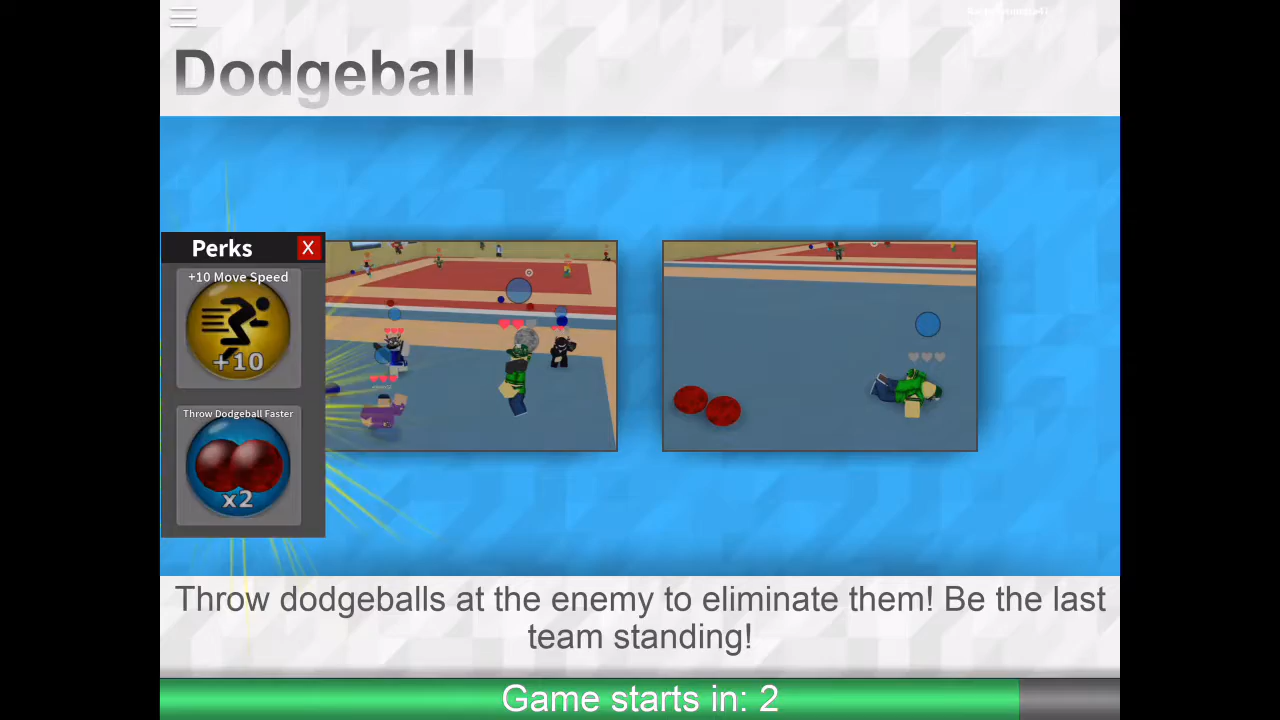 Dodgeball
Perks
X
+10 Move Speed
+10
Throw Dodgeball Faster
x2
Throw dodgeballs at the enemy to eliminate them! Be the last
team standing!
Game starts in: 2